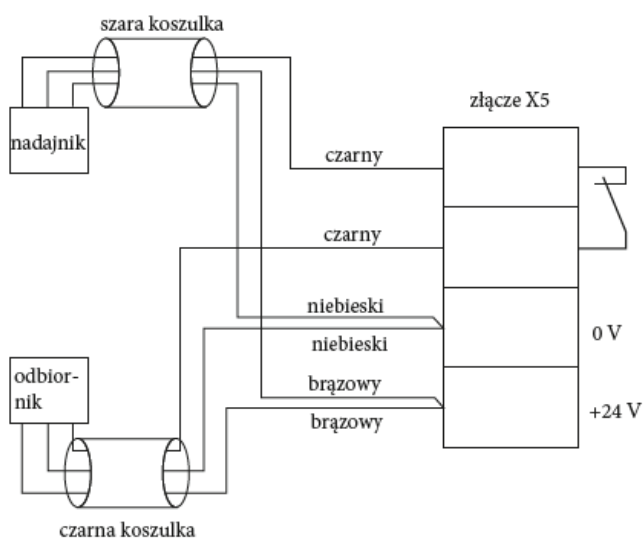 szara koszulka
złącze X5
nadajnik
czarny
czarny
niebieski
niebieski
0 V
odbior-
nik
brązowy
brązowy
+24 V
czarna koszulka